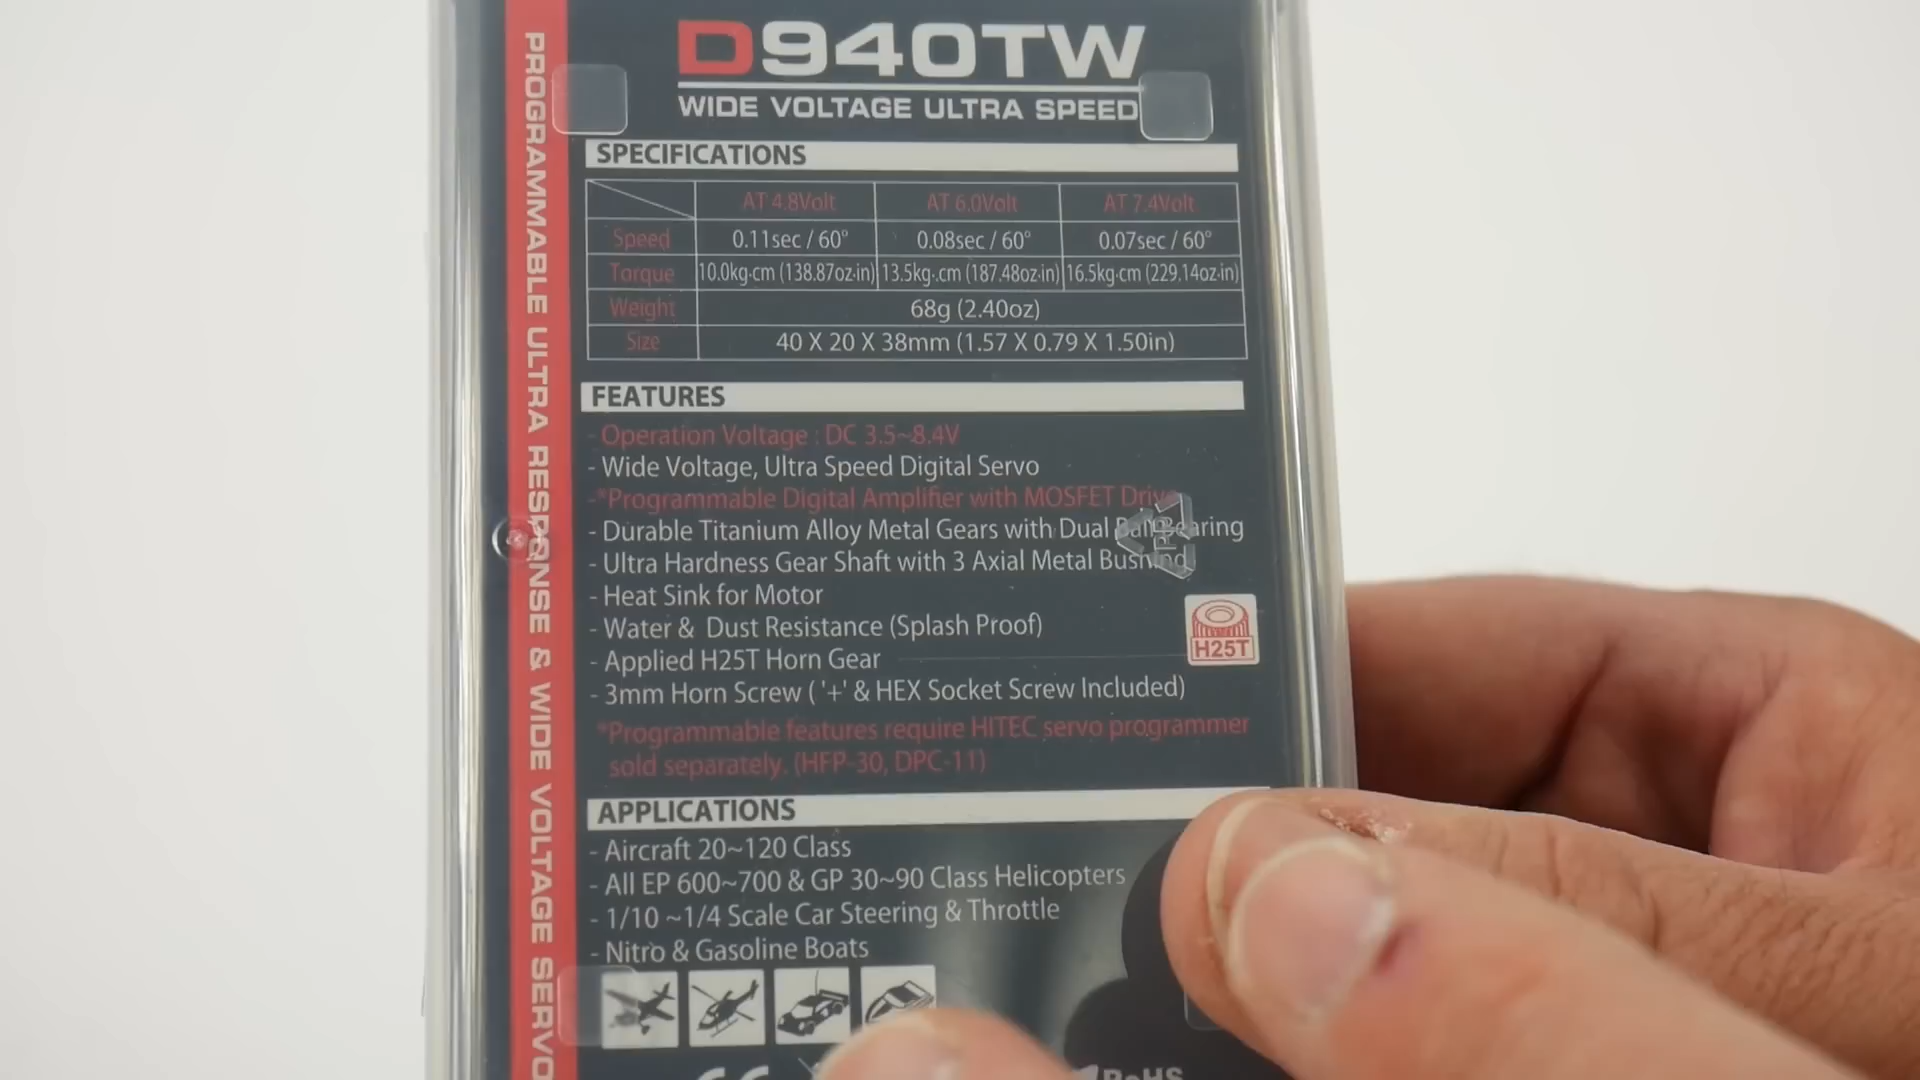 D940TW
WIDE VOLTAGE ULTRA SPEED
PROGRAMMABLE ULTRA RESPONSE & WIDE VOLTAGE SERVO
SPECIFICATIONS
AT 4.8Volt AT 6.0Volt AT 7.4Volt
Speed 0.11sec / 60° 0.08sec / 60° 0.07sec / 60°
Torque 10.0kg·cm (138.87oz·in) 13.5kg·.cm (187.48oz·in) 16.5kg·cm (229.14oz·in)
Weight 68g (2.40oz)
Size 40 X 20 X 38mm (1.57 X 0.79 X 1.50in)
FEATURES
- Operation Voltage : DC 3.5~8.4V
- Wide Voltage, Ultra Speed Digital Servo
-*Programmable Digital Amplifier with MOSFET Drive
- Durable Titanium Alloy Metal Gears with Dual Ball Bearing
- Ultra Hardness Gear Shaft with 3 Axial Metal Bushing
- Heat Sink for Motor
- Water & Dust Resistance (Splash Proof)
- Applied H25T Horn Gear
- 3mm Horn Screw ( '+' & HEX Socket Screw Included)
H25T
*Programmable features require HITEC servo programmer
sold separately. (HFP-30, DPC-11)
APPLICATIONS
- Aircraft 20~120 Class
- All EP 600~700 & GP 30~90 Class Helicopters
- 1/10 ~1/4 Scale Car Steering & Throttle
- Nitro & Gasoline Boats
CE
RoHS